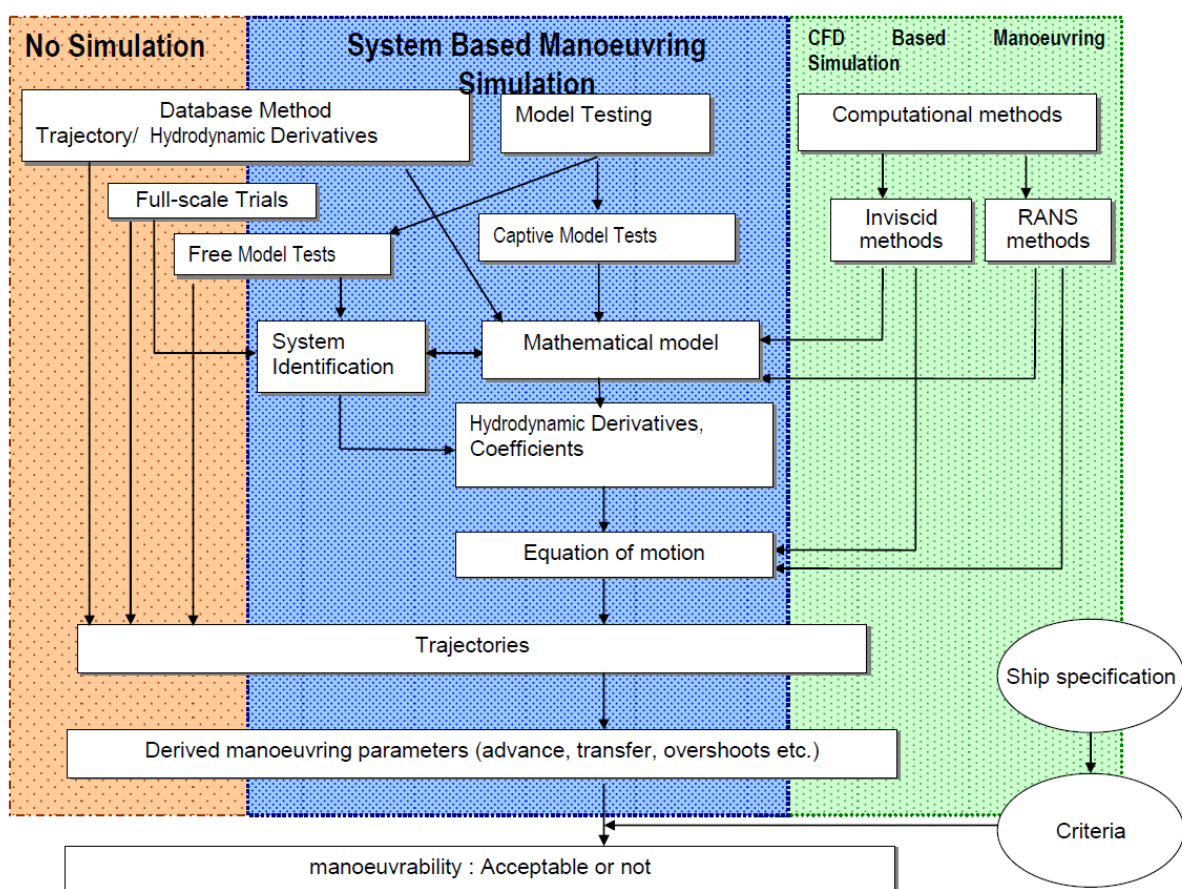 No Simulation
System Based Manoeuvring
Simulation
CFD Based Manoeuvring
Simulation
Database Method
Trajectory/ Hydrodynamic Derivatives
Model Testing
Computational methods
Full-scale Trials
Free Model Tests
Captive Model Tests
Inviscid
methods
RANS
methods
System
Identification
Mathematical model
Hydrodynamic Derivatives,
Coefficients
Equation of motion
Trajectories
Ship specification
Derived manoeuvring parameters (advance, transfer, overshoots etc.)
Criteria
manoeuvrability : Acceptable or not